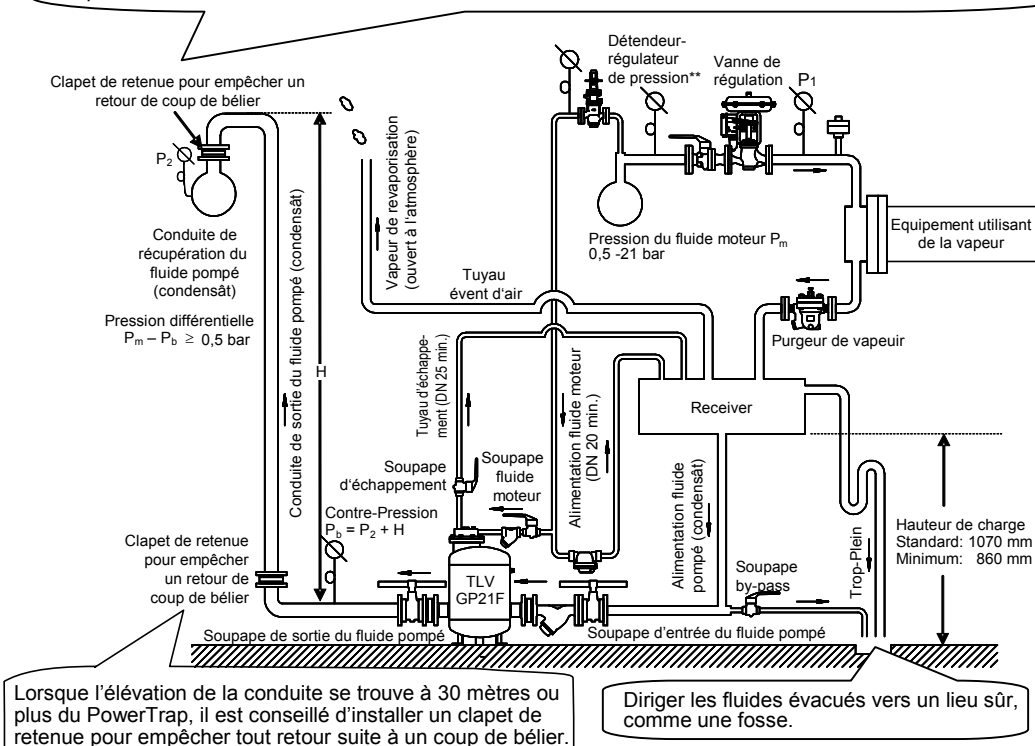 Clapet de retenue pour empêcher un
retour de coup de bélier
P2
Conduite de
récupération du
fluide pompé
(condensât)
Pression différentielle
Pm – Pb ≥ 0,5 bar
Conduite de sortie du fluide pompé (condensât)
H
Vapeur de revaporisation
(ouvert à l'atmosphère)
Détendeur-
régulateur
de pression**
Vanne de
régulation
P1
Pression du fluide moteur Pm
0,5 -21 bar
Equipement utilisant
de la vapeur
Purgeur de vapeuir
Tuyau
évent d'air
Tuyau d'échappe-
ment (DN 25 min.)
Alimentation fluide moteur
(DN 20 min.)
Receiver
Soupape
d'échappement
Soupape
fluide
moteur
Contre-Pression
Pb = P2 + H
Alimentation fluide
pompé (condensât)
Trop-Plein
Hauteur de charge
Standard: 1070 mm
Minimum: 860 mm
Clapet de retenue
pour empêcher
un retour de
coup de bélier
TLV
GP21F
Soupape
by-pass
Soupape de sortie du fluide pompé
Soupape d'entrée du fluide pompé
Lorsque l'élévation de la conduite se trouve à 30 mètres ou
plus du PowerTrap, il est conseillé d'installer un clapet de
retenue pour empêcher tout retour suite à un coup de bélier.
Diriger les fluides évacués vers un lieu sûr,
comme une fosse.